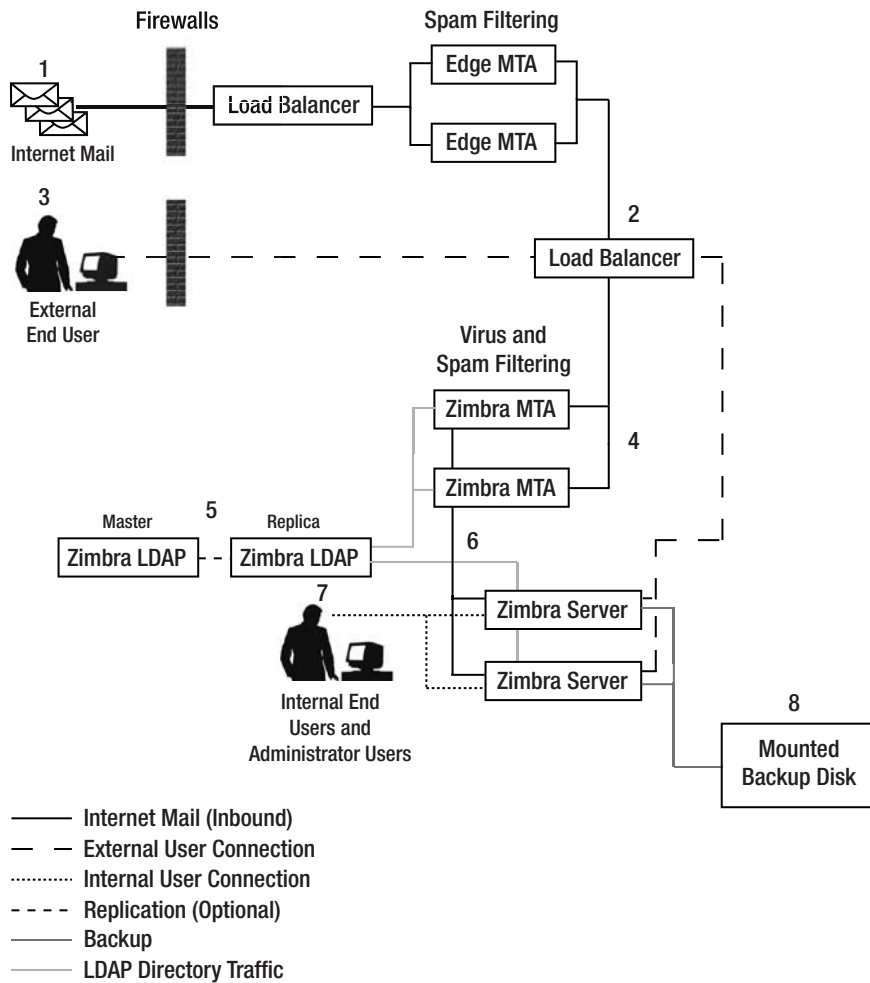 Firewalls
Spam Filtering
1
Edge MTA
Load Balancer
Edge MTA
Internet Mail
3
2
Load Balancer
External
End User
Virus and
Spam Filtering
Zimbra MTA
4
Zimbra MTA
Master
5
Replica
6
Zimbra LDAP
Zimbra LDAP
7
Zimbra Server
Zimbra Server
Internal End
Users and
Administrator Users
8
Mounted
Backup Disk
Internet Mail (Inbound)
External User Connection
Internal User Connection
Replication (Optional)
Backup
LDAP Directory Traffic